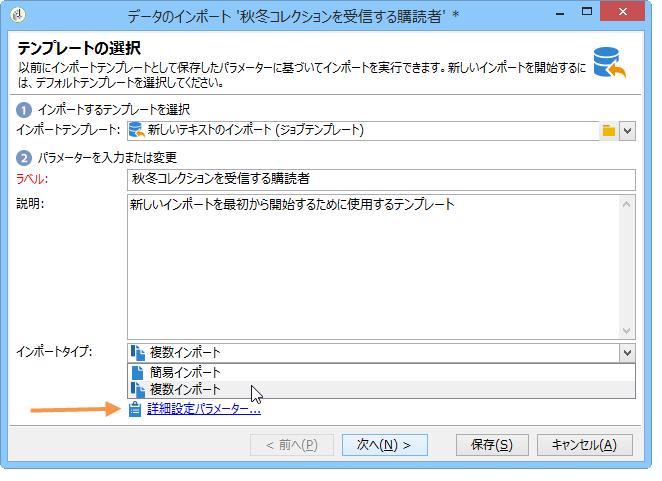 データのインポート '秋冬コレクションを受信する購読者' *
テンプレートの選択
以前にインポートテンプレートとして保存したパラメーターに基づいてインポートを実行できます。新しいインポートを開始するに
は、デフォルトテンプレートを選択してください。
1 インポートするテンプレートを選択
インポートテンプレート: 新しいテキストのインポート (ジョブテンプレート)
2 パラメーターを入力または変更
ラベル: 秋冬コレクションを受信する購読者
説明: 新しいインポートを最初から開始するために使用するテンプレート
インポートタイプ: 複数インポート
簡易インポート
複数インポート
詳細設定パラメーター...
< 前へ(P) 次へ(N) > 保存(S) キャンセル(A)